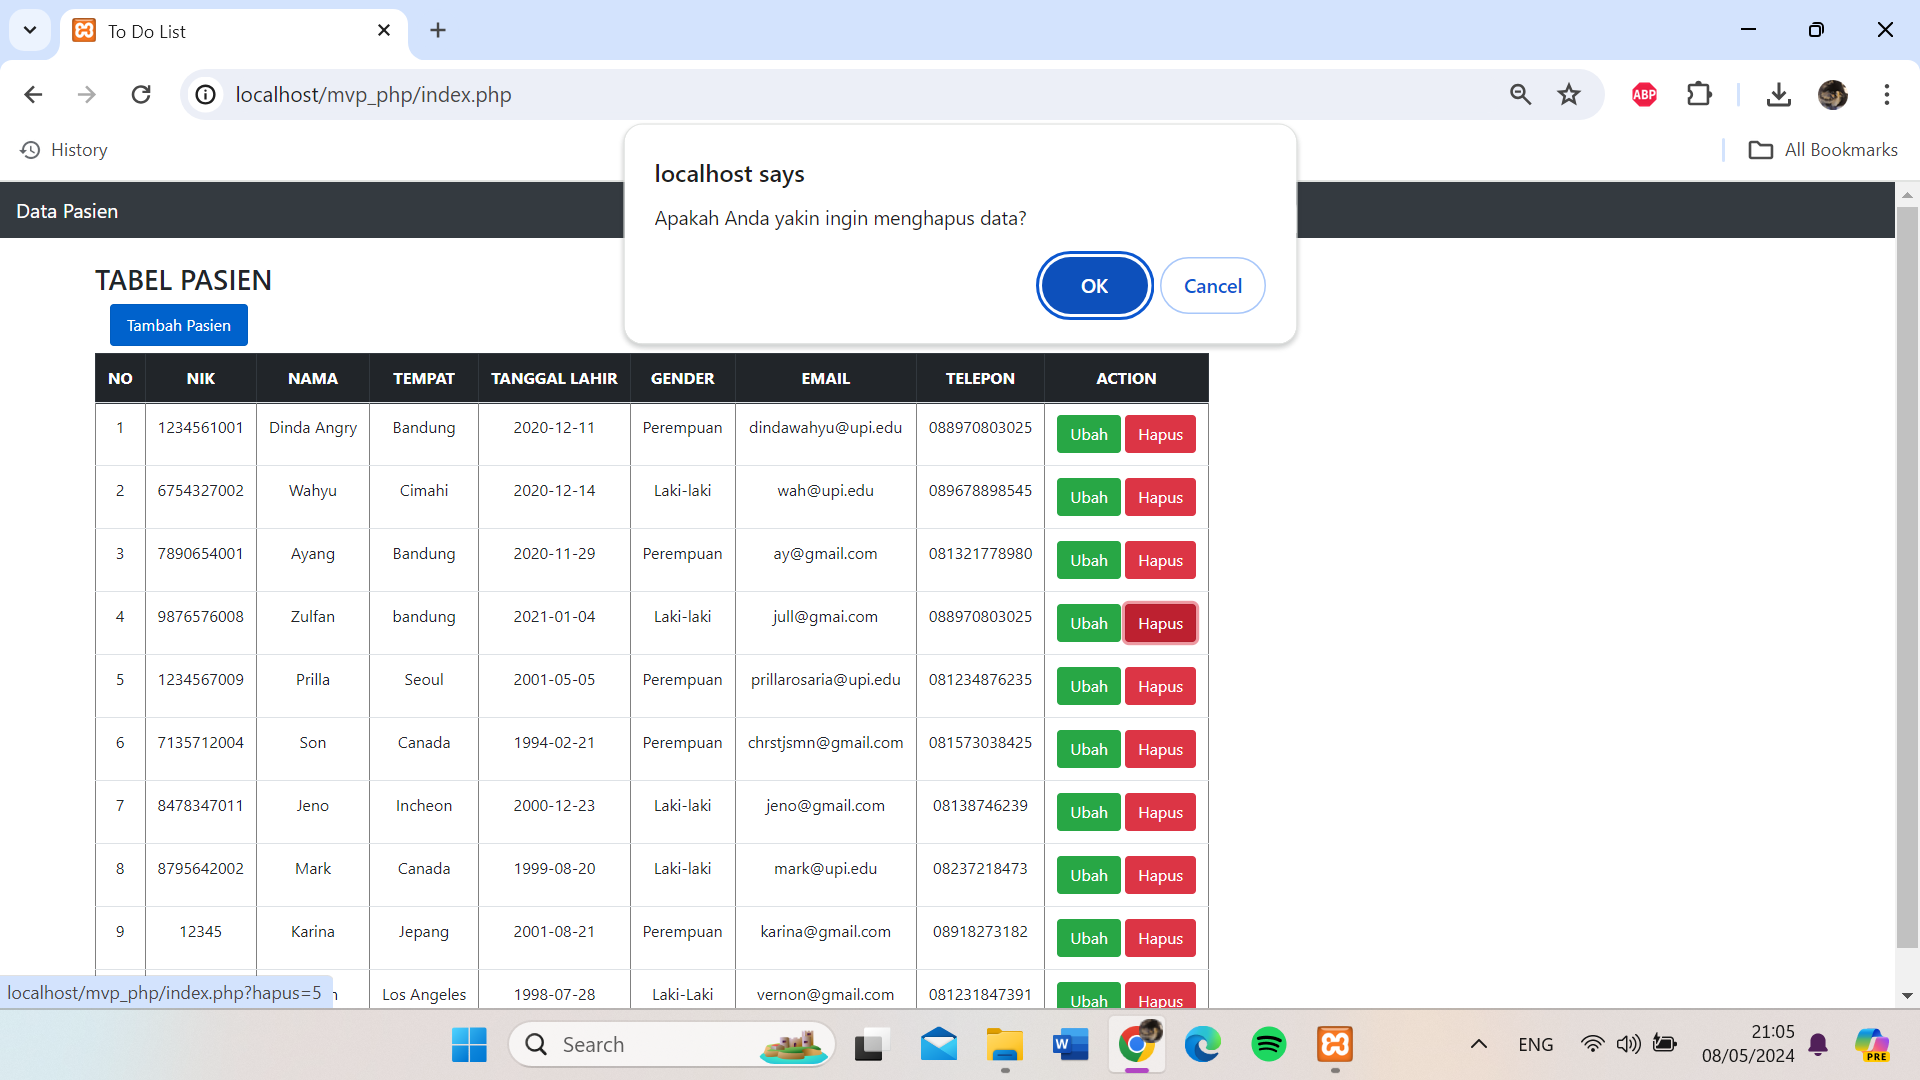 To Do List
localhost/mvp_php/index.php
ABP
History
All Bookmarks
localhost says
Apakah Anda yakin ingin menghapus data?
OK Cancel
Data Pasien
TABEL PASIEN
Tambah Pasien
NO NIK NAMA TEMPAT TANGGAL LAHIR GENDER EMAIL TELEPON ACTION
1 1234561001 Dinda Angry Bandung 2020-12-11 Perempuan dindawahyu@upi.edu 088970803025 Ubah Hapus
2 6754327002 Wahyu Cimahi 2020-12-14 Laki-laki wah@upi.edu 089678898545 Ubah Hapus
3 7890654001 Ayang Bandung 2020-11-29 Perempuan ay@gmail.com 081321778980 Ubah Hapus
4 9876576008 Zulfan bandung 2021-01-04 Laki-laki jull@gmai.com 088970803025 Ubah Hapus
5 1234567009 Prilla Seoul 2001-05-05 Perempuan prillarosaria@upi.edu 081234876235 Ubah Hapus
6 7135712004 Son Canada 1994-02-21 Perempuan chrstjsmn@gmail.com 081573038425 Ubah Hapus
7 8478347011 Jeno Incheon 2000-12-23 Laki-laki jeno@gmail.com 08138746239 Ubah Hapus
8 8795642002 Mark Canada 1999-08-20 Laki-laki mark@upi.edu 08237218473 Ubah Hapus
9 12345 Karina Jepang 2001-08-21 Perempuan karina@gmail.com 08918273182 Ubah Hapus
Los Angeles 1998-07-28 Laki-Laki vernon@gmail.com 081231847391 Ubah Hapus
localhost/mvp_php/index.php?hapus=5
Search
W
ENG
21:05
08/05/2024
PRE